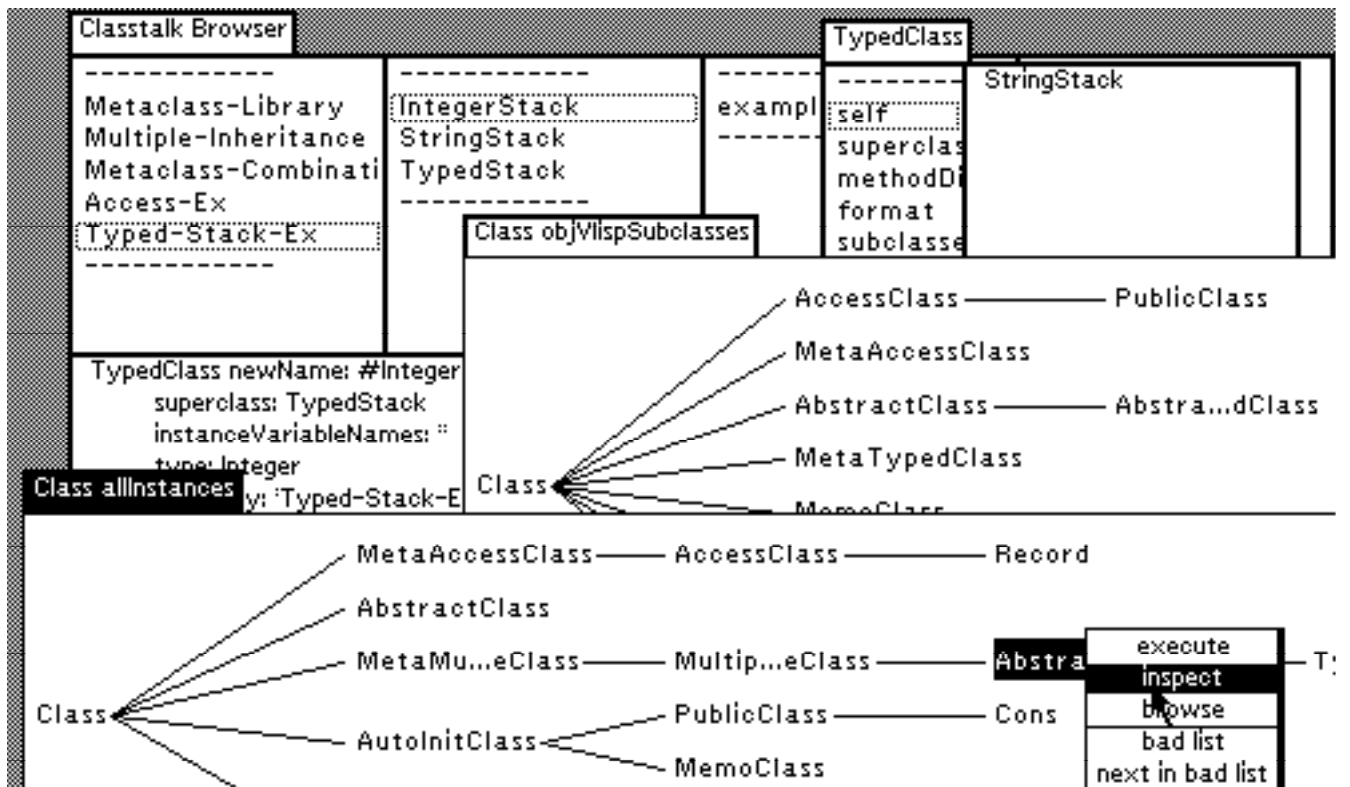 Classtalk Browser
------------
Metaclass-Library
Multiple-Inheritance
Metaclass-Combinati
Access-Ex
Typed-Stack-Ex
------------
------------
IntegerStack
StringStack
TypedStack
------------
exampl
TypedClass
self
superclas
methodDi
format
subclasse
StringStack
TypedClass newName: #Integer
superclass: TypedStack
instanceVariableNames: ''
type: Integer
y: 'Typed-Stack-E
Class objVlispSubclasses
AccessClass
PublicClass
MetaAccessClass
AbstractClass
Abstra...dClass
MetaTypedClass
Class
MemoClass
Class allInstances
MetaAccessClass
AccessClass
Record
AbstractClass
MetaMu...eClass
Multip...eClass
Abstra
Class
AutoInitClass
PublicClass
Cons
MemoClass
execute
inspect
browse
bad list
next in bad list